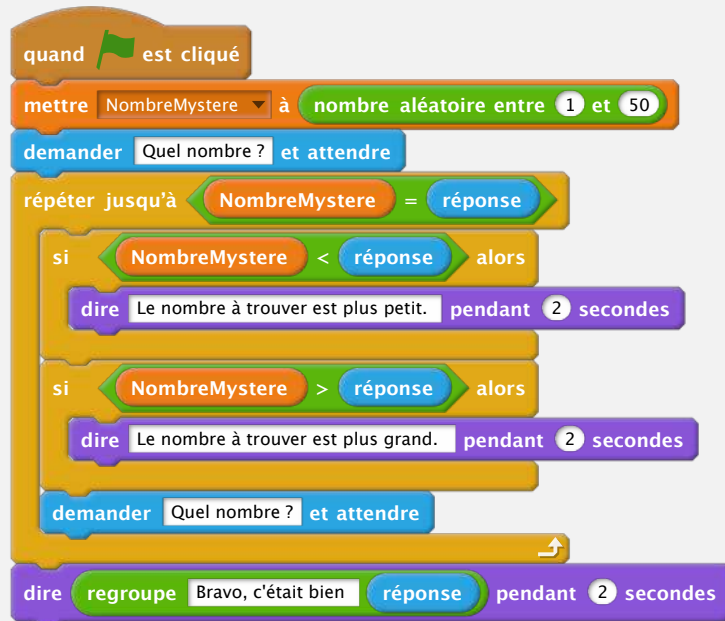 quand est cliqué
mettre NombreMystere à nombre aléatoire entre 1 et 50
demander Quel nombre ? et attendre
répéter jusqu'à NombreMystere = réponse
si NombreMystere < réponse alors
dire Le nombre à trouver est plus petit. pendant 2 secondes
si NombreMystere > réponse alors
dire Le nombre à trouver est plus grand. pendant 2 secondes
demander Quel nombre ? et attendre
dire regroupe Bravo, c'était bien réponse pendant 2 secondes